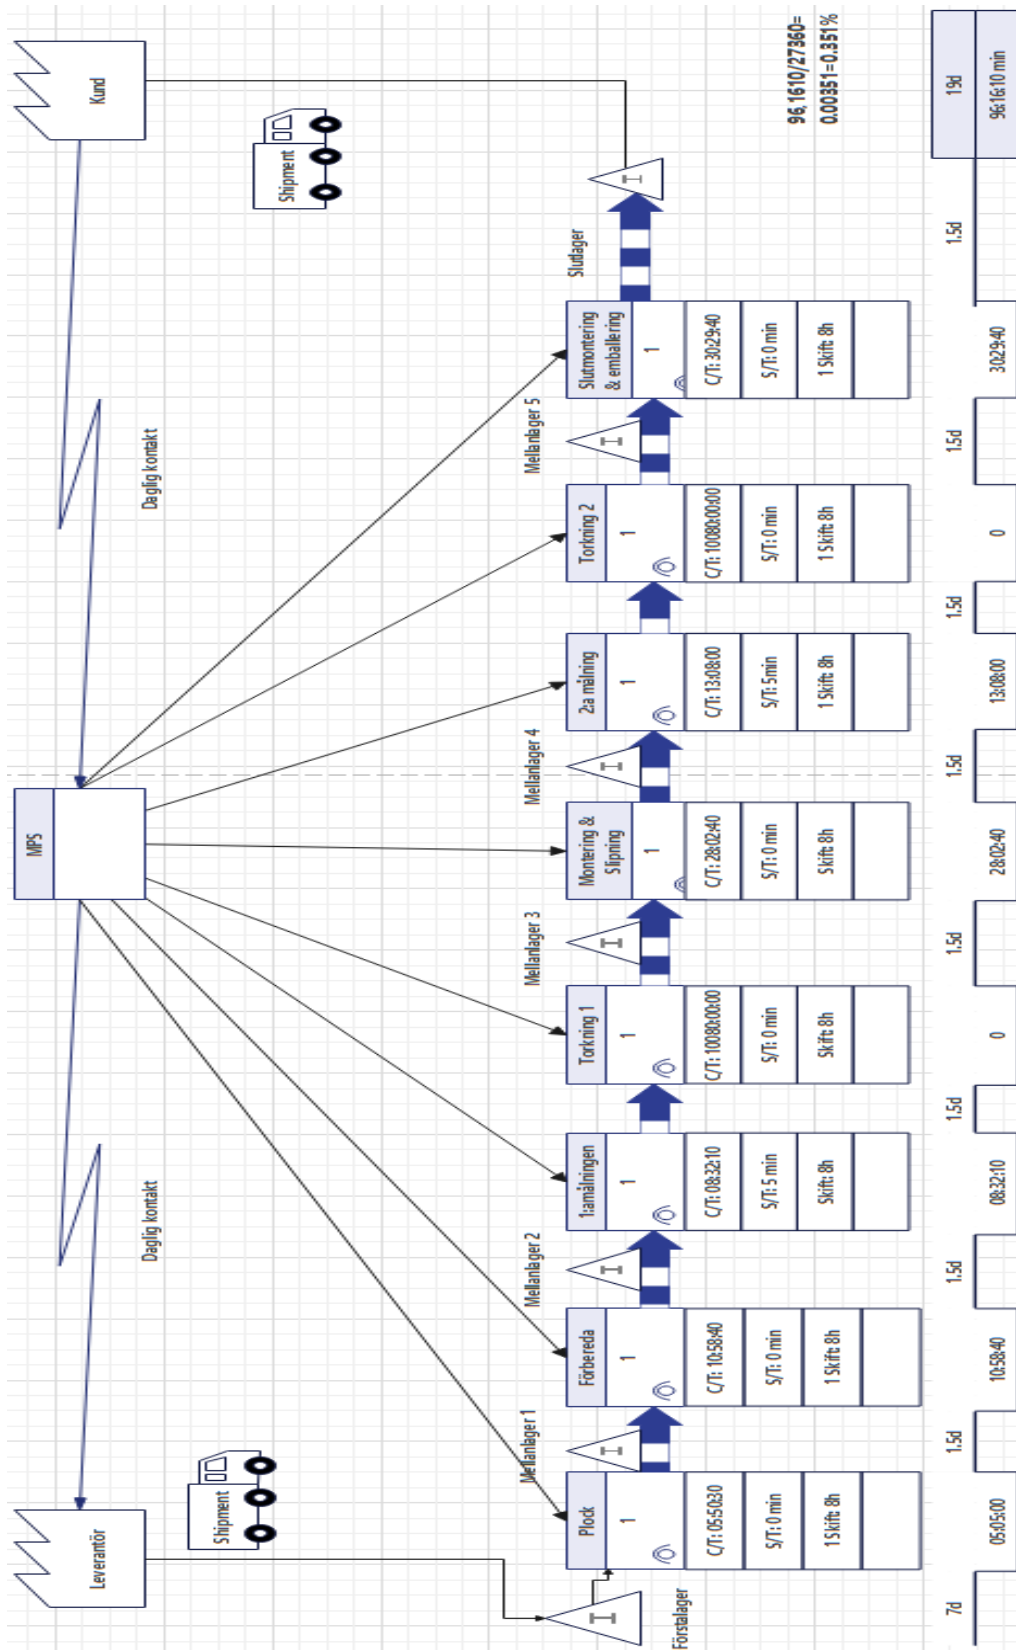 Leverantör
MPS
Kund
Daglig kontakt
Daglig kontakt
Shipment
Shipment
Förstalager
Mellanlager 1
Mellanlager 2
Mellanlager 3
Mellanlager 4
Mellanlager 5
Slutlager
I
I
I
I
I
I
I
Plock
1
C/T: 05:50:30
S/T: 0 min
1 Skift: 8h
Förbereda
1
C/T: 10:58:40
S/T: 0 min
1 Skift: 8h
1:amålningen
1
C/T: 08:32:10
S/T: 5 min
Skift: 8h
Torkning 1
1
C/T: 10080:00:00
S/T: 0 min
Skift: 8h
Montering &
Slipning
1
C/T: 28:02:40
S/T: 0 min
Skift: 8h
2:a målning
1
C/T: 13:08:00
S/T: 5min
1 Skift: 8h
Torkning 2
1
C/T: 10080:00:00
S/T: 0 min
1 Skift: 8h
Slutmontering
& emballering
1
C/T: 30:29:40
S/T: 0 min
1 Skift: 8h
96,1610/27360=
0.00351=0.351%
7d
1.5d
1.5d
1.5d
1.5d
1.5d
1.5d
1.5d
1.5d
19d
05:05:00
10:58:40
08:32:10
0
28:02:40
13:08:00
0
30:29:40
96:16:10 min